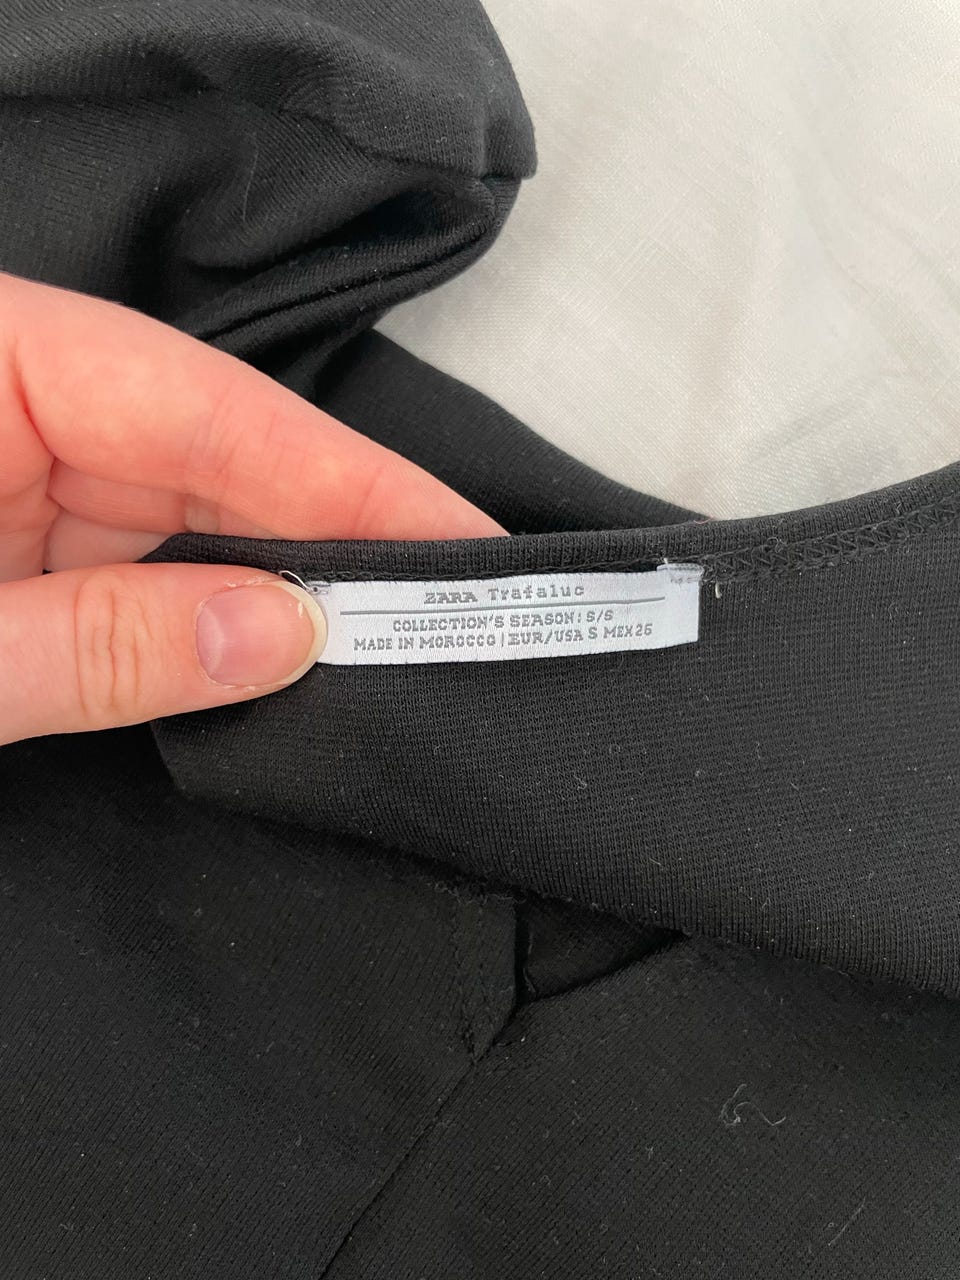 ZARA Trafaluc
COLLECTION'S SEASON: S/S
MADE IN MOROCCO | EUR/USA S MEX 26